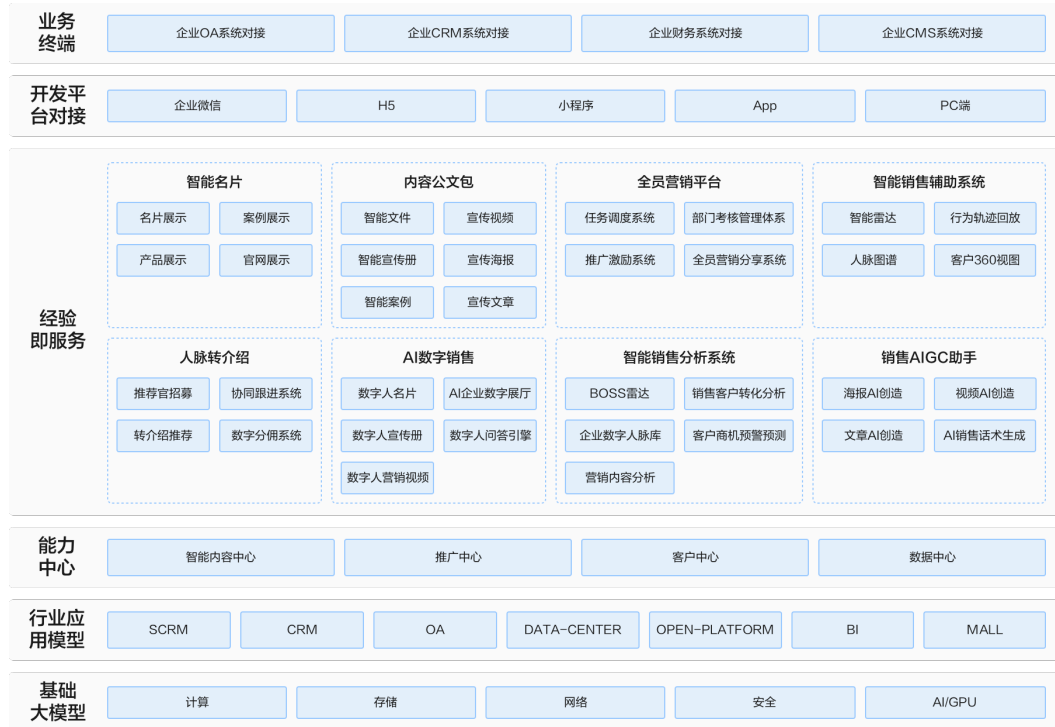 业务
终端
企业OA系统对接 企业CRM系统对接 企业财务系统对接 企业CMS系统对接
开发平
台对接
企业微信 H5 小程序 App PC端
经验
即服务
智能名片
名片展示 案例展示
产品展示 官网展示
内容公文包
智能文件 宣传视频
智能宣传册 宣传海报
智能案例 宣传文章
全员营销平台
任务调度系统 部门考核管理体系
推广激励系统 全员营销分享系统
智能销售辅助系统
智能雷达 行为轨迹回放
人脉图谱 客户360视图
人脉转介绍
推荐官招募 协同跟进系统
转介绍推荐 数字分佣系统
AI数字销售
数字人名片 AI企业数字展厅
数字人宣传册 数字人问答引擎
数字人营销视频
智能销售分析系统
BOSS雷达 销售客户转化分析
企业数字人脉库 客户商机预警预测
营销内容分析
销售AIGC助手
海报AI创造 视频AI创造
文章AI创造 AI销售话术生成
能力
中心
智能内容中心 推广中心 客户中心 数据中心
行业应
用模型
SCRM CRM OA DATA-CENTER OPEN-PLATFORM BI MALL
基础
大模型
计算 存储 网络 安全 AI/GPU